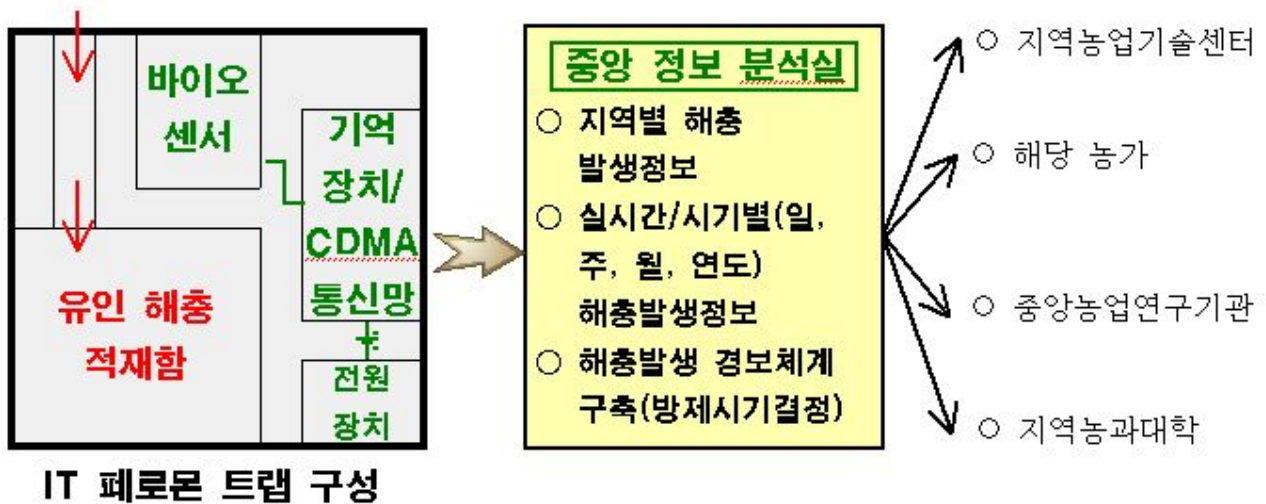 바이오
센서
기억
장치/
CDMA
통신망
유인 해충
적재함
전원
장치
IT 페로몬 트랩 구성
중앙 정보 분석실
○ 지역별 해충
발생정보
○ 실시간/시기별(일,
주, 월, 연도)
해충발생정보
○ 해충발생 경보체계
구축(방제시기결정)
○ 지역농업기술센터
○ 해당 농가
○ 중앙농업연구기관
○ 지역농과대학